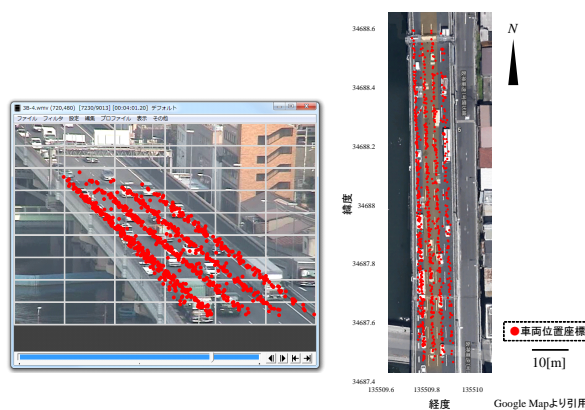 3B-4.wmv (720,480) [7230/9013] [00:04:01.20] デフォルト
ファイル フィルタ 設定 編集 プロファイル 表示 その他
34688.6
34688.4
34688.2
34688
34687.8
34687.6
34687.4
緯度
135509.6 135509.8 135510
経度
N
●車両位置座標
10[m]
Google Mapより引用